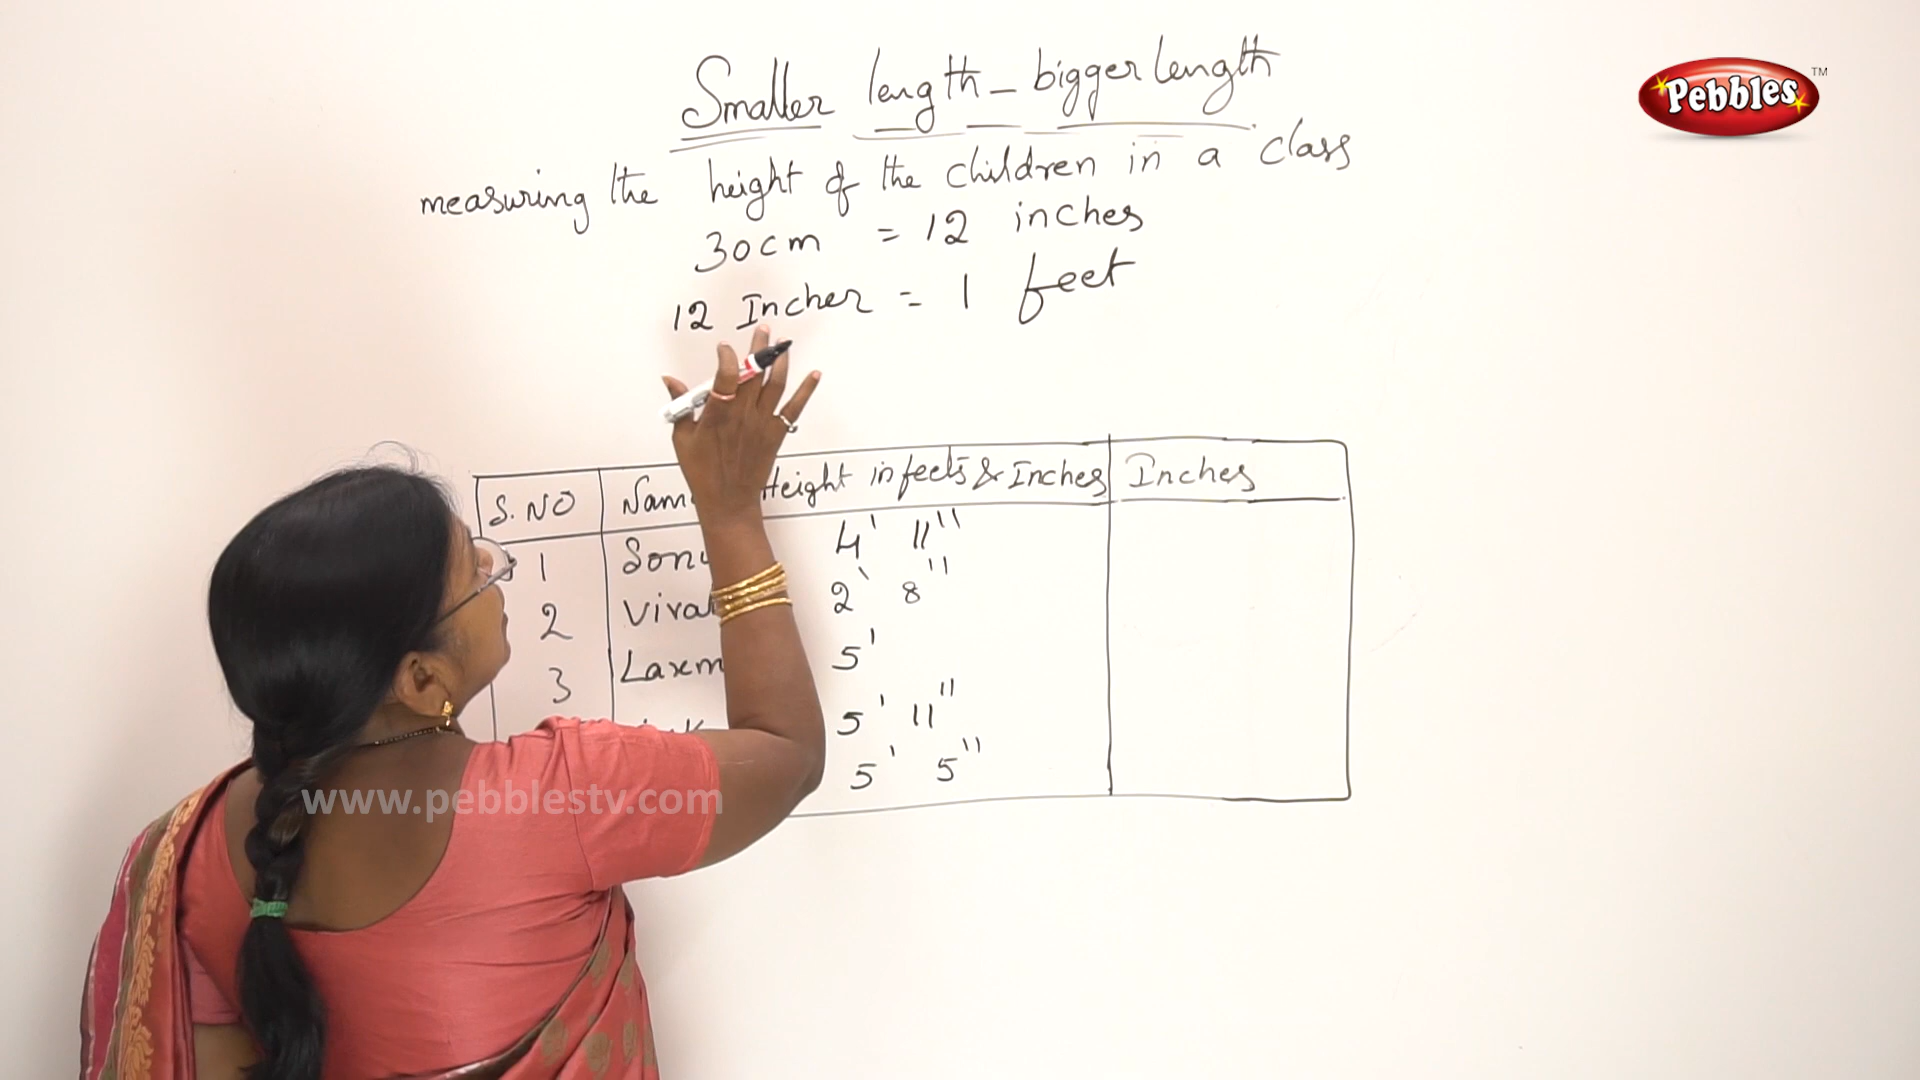 Smaller length - bigger length
Pebbles TM
measuring the height of the children in a class
30cm = 12 inches
12 Inches = 1 feet
S.NO Height in feets & Inches Inches
1 4' 11"
2 2' 8"
3 5'
5' 11"
5' 5"
www.pebblestv.com